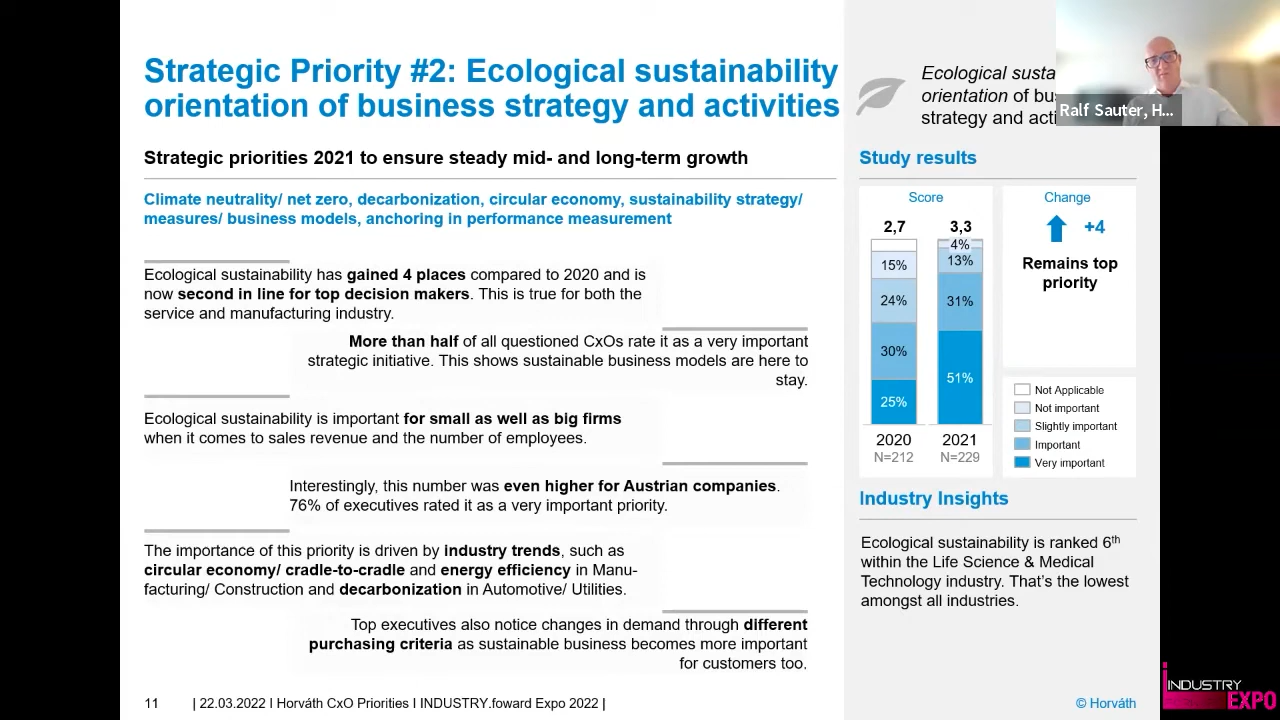 Strategic Priority #2: Ecological sustainability
orientation of business strategy and activities
Strategic priorities 2021 to ensure steady mid- and long-term growth
Climate neutrality/ net zero, decarbonization, circular economy, sustainability strategy/
measures/ business models, anchoring in performance measurement
Ecological sustainability has gained 4 places compared to 2020 and is
now second in line for top decision makers. This is true for both the
service and manufacturing industry.
More than half of all questioned CxOs rate it as a very important
strategic initiative. This shows sustainable business models are here to
stay.
Ecological sustainability is important for small as well as big firms
when it comes to sales revenue and the number of employees.
Interestingly, this number was even higher for Austrian companies.
76% of executives rated it as a very important priority.
The importance of this priority is driven by industry trends, such as
circular economy/ cradle-to-cradle and energy efficiency in Manu-
facturing/ Construction and decarbonization in Automotive/ Utilities.
Top executives also notice changes in demand through different
purchasing criteria as sustainable business becomes more important
for customers too.
Ecological susta
orientation of bu
strategy and acti
Ralf Sauter, H...
Study results
Score
2,7 3,3
4%
15% 13%
24% 31%
30%
51%
25%
2020 2021
N=212 N=229
Change
+4
Remains top
priority
Not Applicable
Not important
Slightly important
Important
Very important
Industry Insights
Ecological sustainability is ranked 6th
within the Life Science & Medical
Technology industry. That's the lowest
amongst all industries.
11 | 22.03.2022 I Horváth CxO Priorities I INDUSTRY.foward Expo 2022 |
© Horváth
INDUSTRY
EXPO